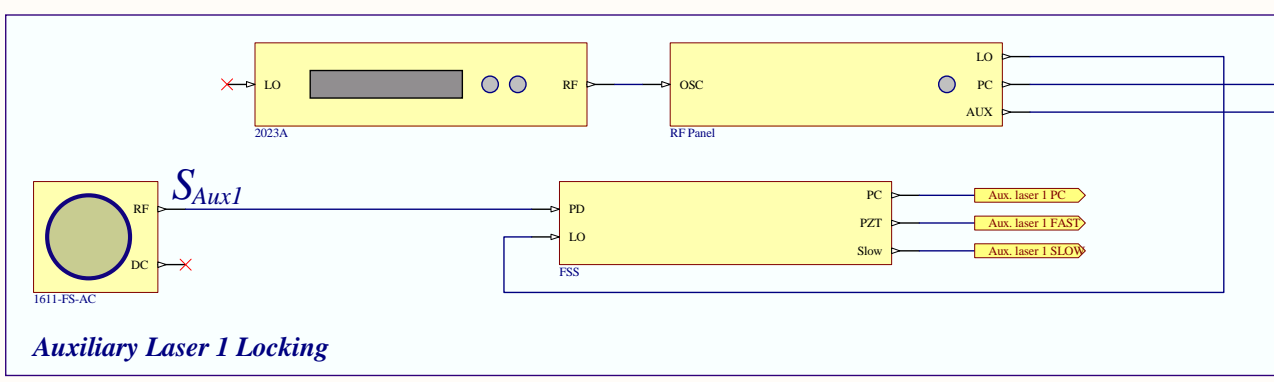 LO
RF
2023A
OSC
LO
PC
AUX
RF Panel
S_Aux1
RF
DC
1611-FS-AC
PD
LO
PC
PZT
Slow
FSS
Aux. laser 1 PC
Aux. laser 1 FAST
Aux. laser 1 SLOW
Auxiliary Laser 1 Locking